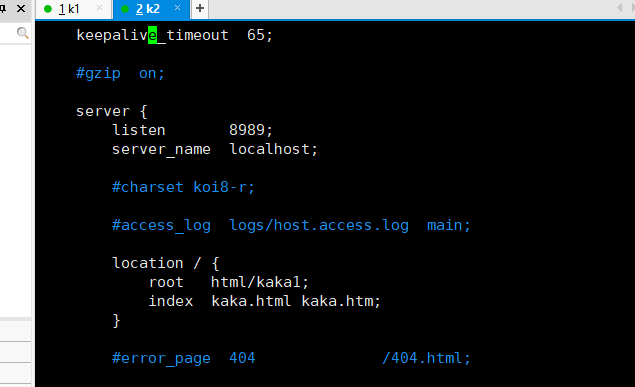 1 k1 × 2 k2 × +
keepalive_timeout  65;
#gzip  on;
server {
listen       8989;
server_name  localhost;
#charset koi8-r;
#access_log  logs/host.access.log  main;
location / {
root   html/kaka1;
index  kaka.html kaka.htm;
}
#error_page  404              /404.html;